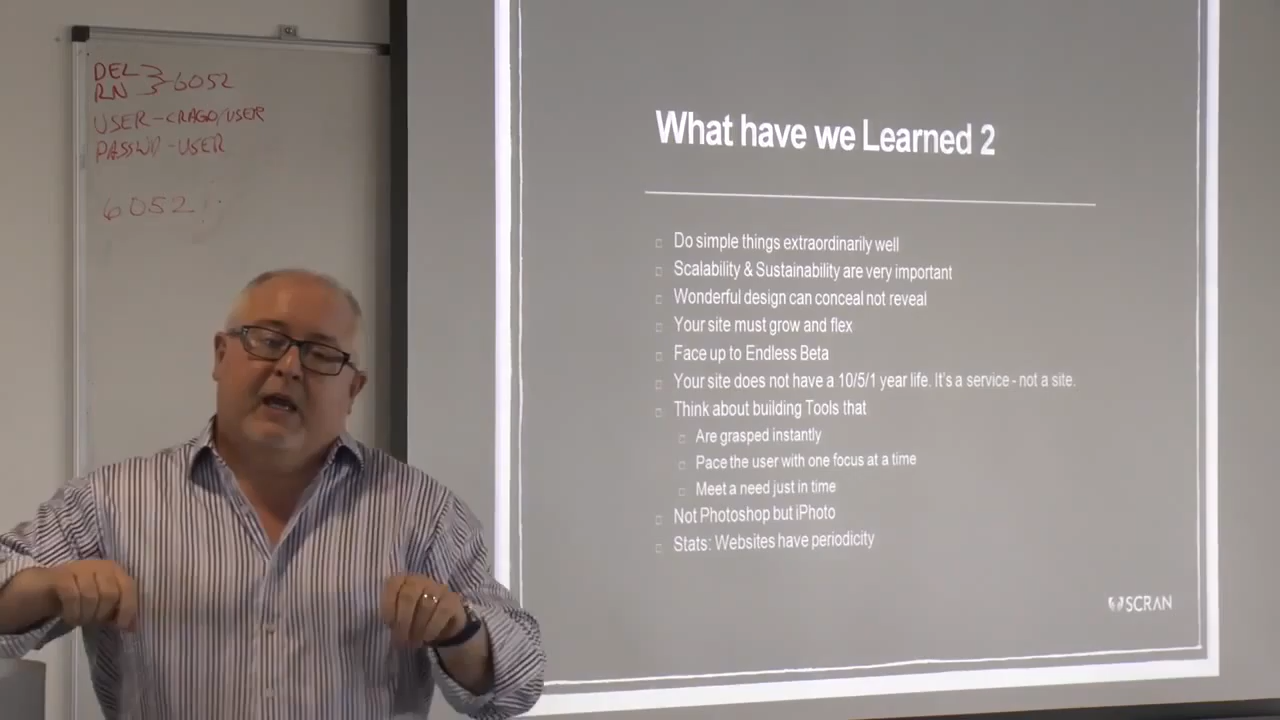 DEL
RN 3-6052
USER-CRAGO/USER
PASSWD-USER
6052
What have we Learned 2
Do simple things extraordinarily well
Scalability & Sustainability are very important
Wonderful design can conceal not reveal
Your site must grow and flex
Face up to Endless Beta
Your site does not have a 10/5/1 year life. It's a service - not a site.
Think about building Tools that
Are grasped instantly
Pace the user with one focus at a time
Meet a need just in time
Not Photoshop but iPhoto
Stats: Websites have periodicity
SCRAN